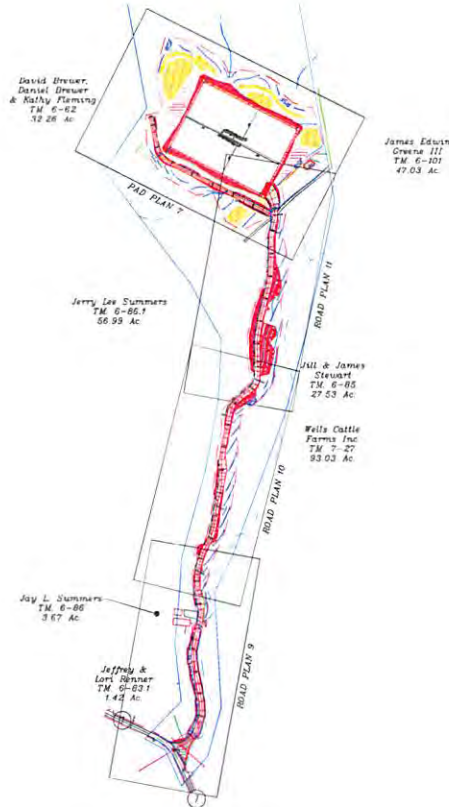 David Brewer,
Daniel Brewer
& Kathy Fleming
TM. 6-62
32.26 Ac.
James Edwin
Greene III
TM. 6-101
47.03 Ac.
PAD PLAN 7
ROAD PLAN 11
Jerry Lee Summers
TM. 6-86.1
56.99 Ac.
Jill & James
Stewart
TM. 6-85
27.53 Ac.
Wells Cattle
Farms Inc
TM. 7-27
93.03 Ac.
ROAD PLAN 10
Jay L. Summers
TM. 6-86
3.67 Ac.
ROAD PLAN 9
Jeffrey &
Lori Renner
TM. 6-83.1
1.42 Ac.